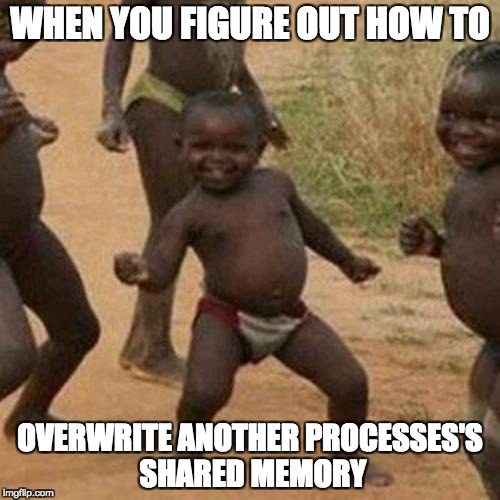 WHEN YOU FIGURE OUT HOW TO
OVERWRITE ANOTHER PROCESSES'S
SHARED MEMORY
imgflip.com